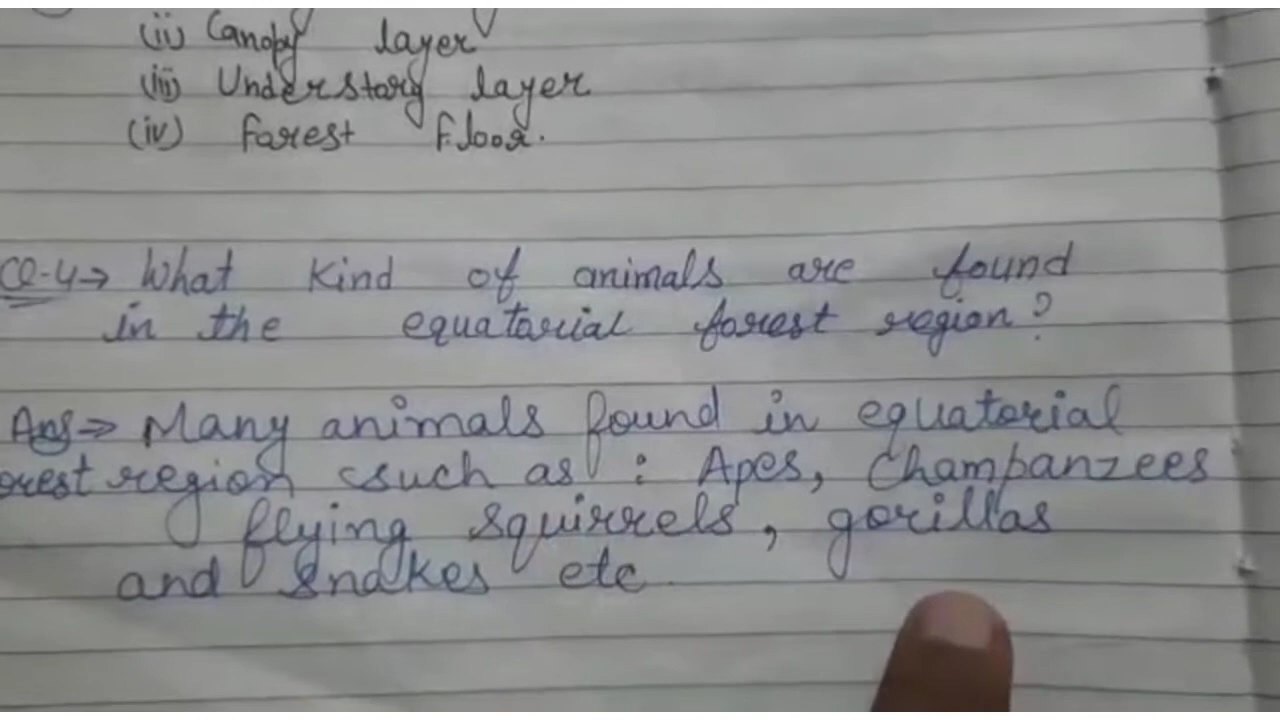 (ii) Canopy layer
(iii) Understory layer
(iv) Forest Floor.
Q-4→ What kind of animals are found
in the equatorial forest region?
Ans→ Many animals found in equatorial
orest region such as : Apes, Champanzees
flying squirrels, gorillas
and snakes etc.